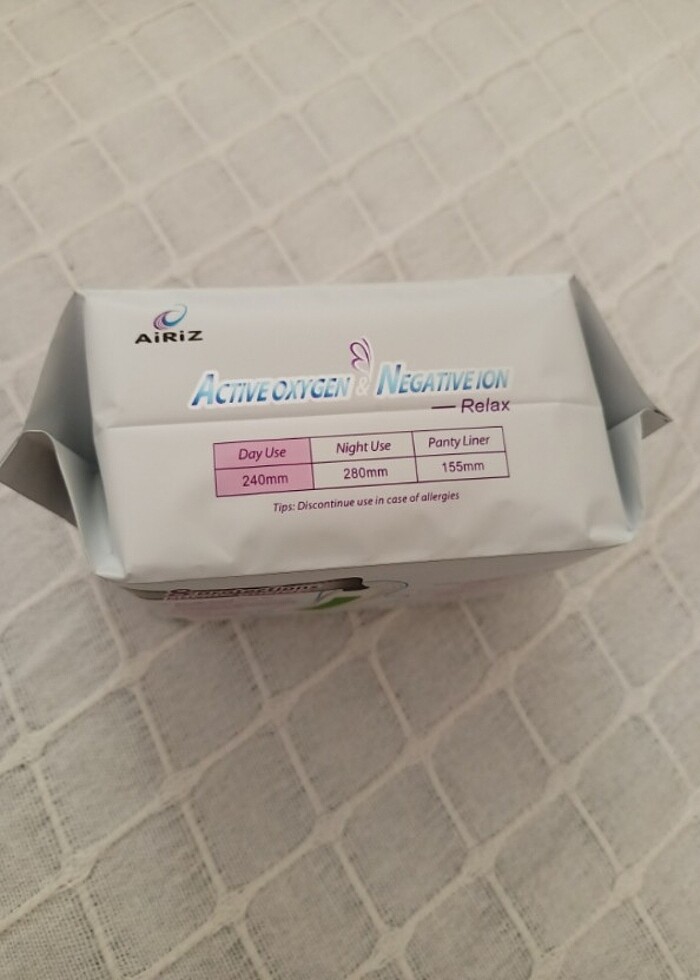 AiRiZ
ACTIVE OXYGEN & NEGATIVE ION
— Relax
Day Use Night Use Panty Liner
240mm 280mm 155mm
Tips: Discontinue use in case of allergies